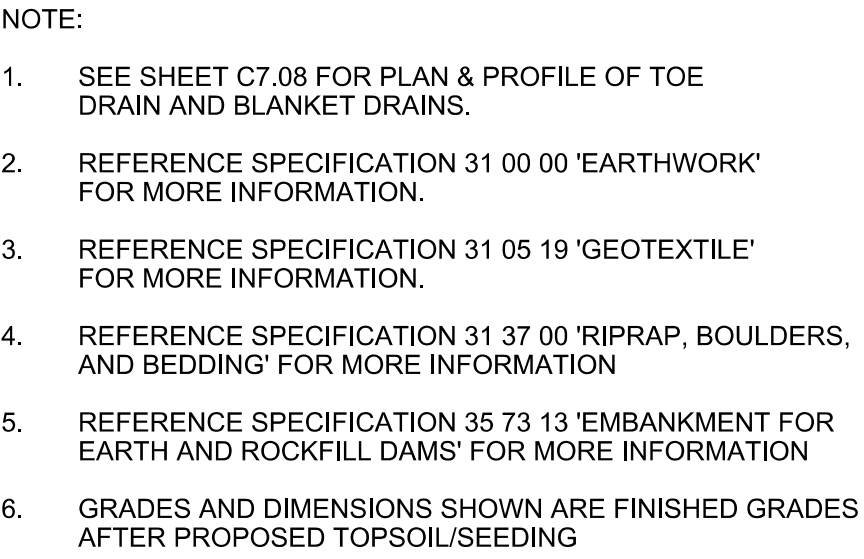 NOTE:
1. SEE SHEET C7.08 FOR PLAN & PROFILE OF TOE
DRAIN AND BLANKET DRAINS.
2. REFERENCE SPECIFICATION 31 00 00 'EARTHWORK'
FOR MORE INFORMATION.
3. REFERENCE SPECIFICATION 31 05 19 'GEOTEXTILE'
FOR MORE INFORMATION.
4. REFERENCE SPECIFICATION 31 37 00 'RIPRAP, BOULDERS,
AND BEDDING' FOR MORE INFORMATION
5. REFERENCE SPECIFICATION 35 73 13 'EMBANKMENT FOR
EARTH AND ROCKFILL DAMS' FOR MORE INFORMATION
6. GRADES AND DIMENSIONS SHOWN ARE FINISHED GRADES
AFTER PROPOSED TOPSOIL/SEEDING